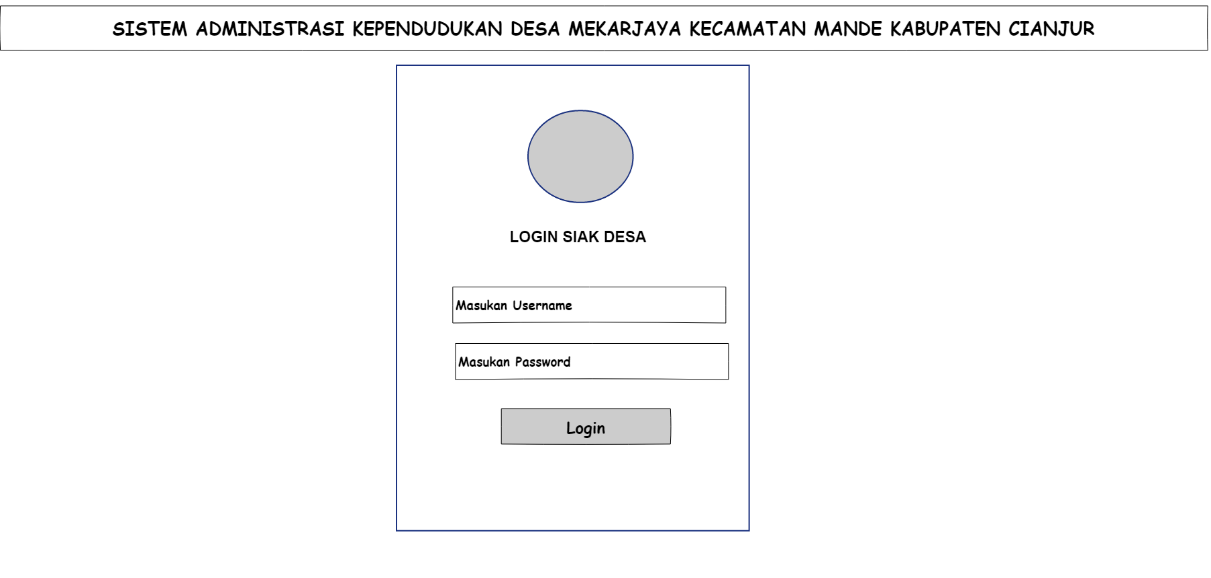 SISTEM ADMINISTRASI KEPENDUDUKAN DESA MEKARJAYA KECAMATAN MANDE KABUPATEN CIANJUR
LOGIN SIAK DESA
Masukan Username
Masukan Password
Login